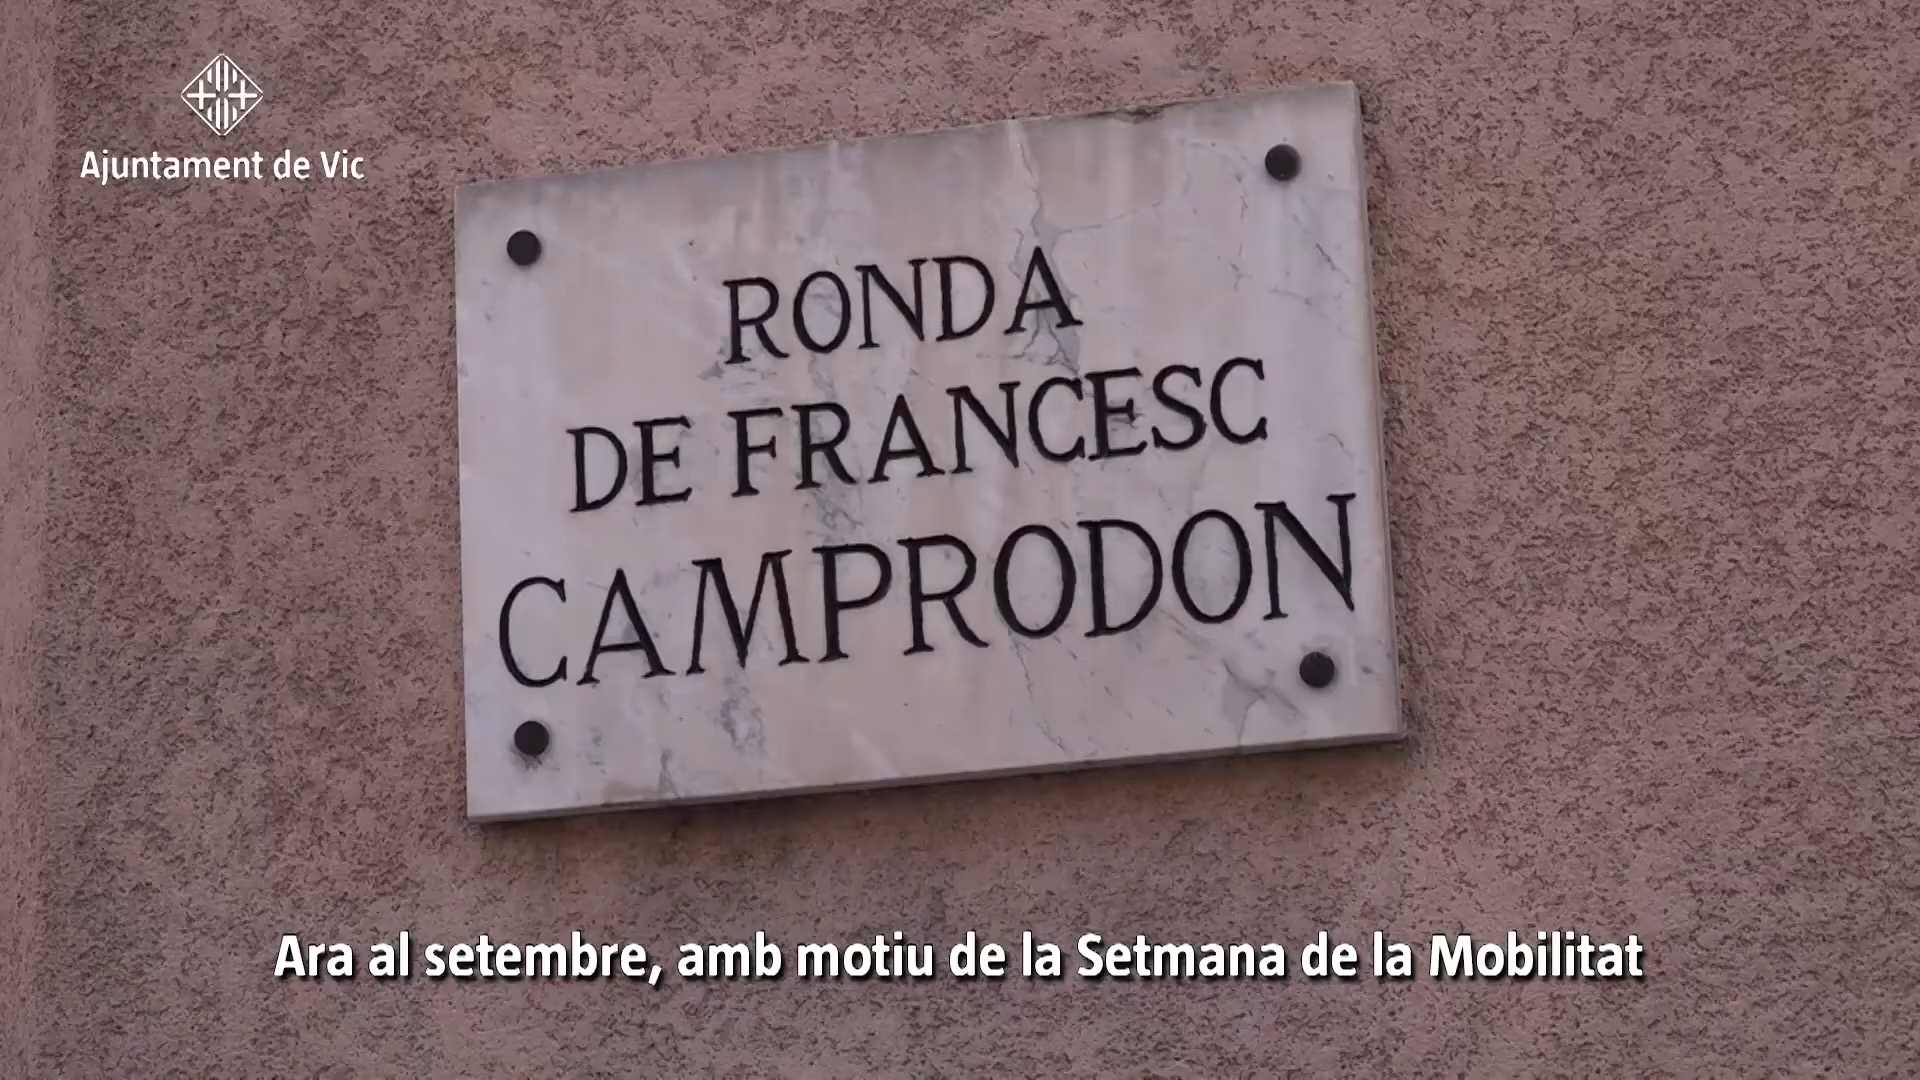 Ajuntament de Vic
RONDA
DE FRANCESC
CAMPRODON
Ara al setembre, amb motiu de la Setmana de la Mobilitat